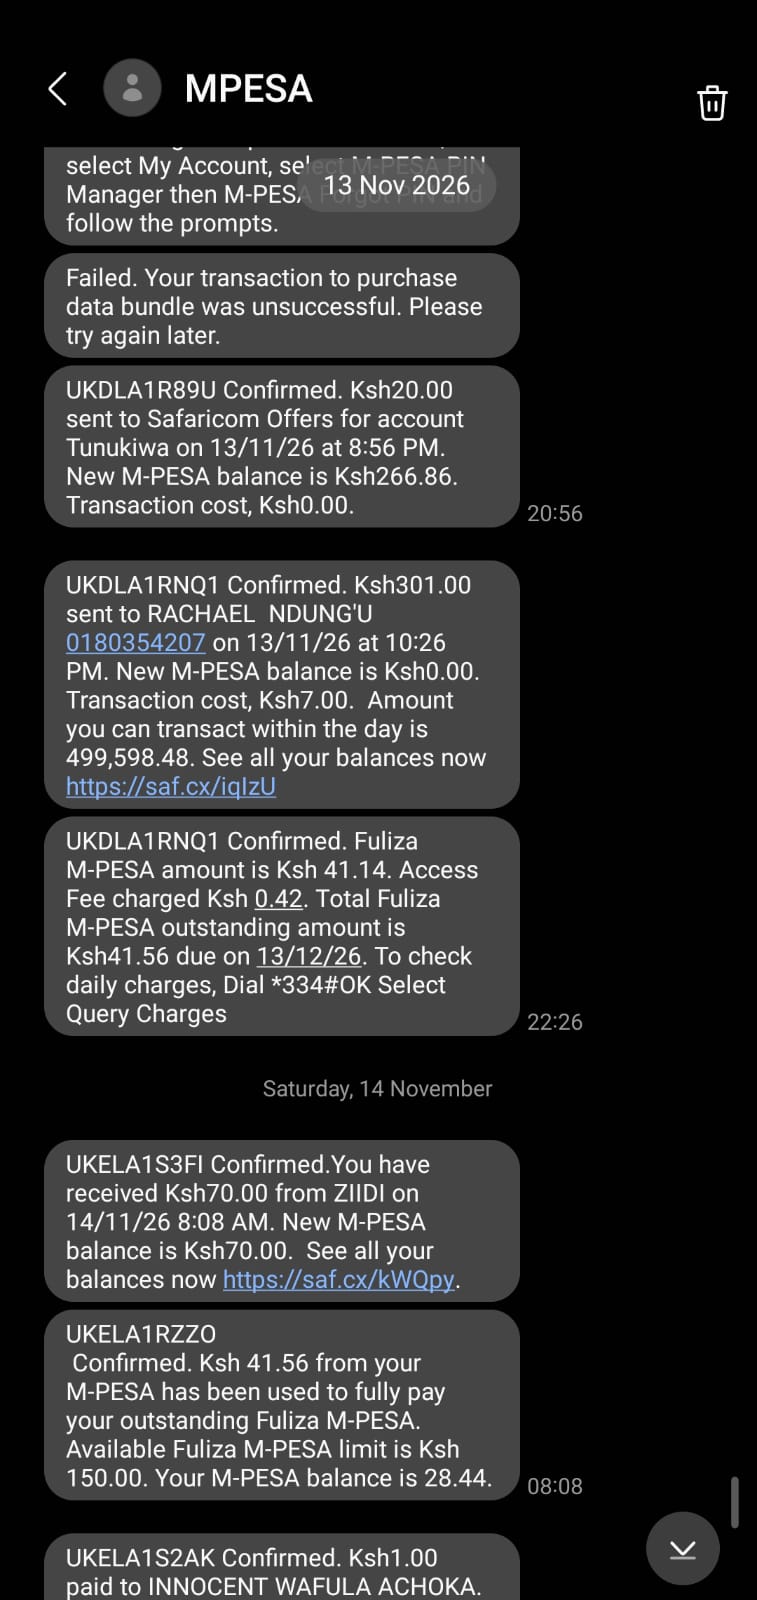 MPESA
select My Account, select M-PESA PIN
13 Nov 2026
Manager then M-PESA Forgot PIN and
follow the prompts.
Failed. Your transaction to purchase
data bundle was unsuccessful. Please
try again later.
UKDLA1R89U Confirmed. Ksh20.00
sent to Safaricom Offers for account
Tunukiwa on 13/11/26 at 8:56 PM.
New M-PESA balance is Ksh266.86.
Transaction cost, Ksh0.00.
20:56
UKDLA1RNQ1 Confirmed. Ksh301.00
sent to RACHAEL  NDUNG'U
0180354207 on 13/11/26 at 10:26
PM. New M-PESA balance is Ksh0.00.
Transaction cost, Ksh7.00.  Amount
you can transact within the day is
499,598.48. See all your balances now
https://saf.cx/iqIzU
UKDLA1RNQ1 Confirmed. Fuliza
M-PESA amount is Ksh 41.14. Access
Fee charged Ksh 0.42. Total Fuliza
M-PESA outstanding amount is
Ksh41.56 due on 13/12/26. To check
daily charges, Dial *334#OK Select
Query Charges
22:26
Saturday, 14 November
UKELA1S3FI Confirmed.You have
received Ksh70.00 from ZIIDI on
14/11/26 8:08 AM. New M-PESA
balance is Ksh70.00.  See all your
balances now https://saf.cx/kWQpy.
UKELA1RZZO
Confirmed. Ksh 41.56 from your
M-PESA has been used to fully pay
your outstanding Fuliza M-PESA.
Available Fuliza M-PESA limit is Ksh
150.00. Your M-PESA balance is 28.44.
08:08
UKELA1S2AK Confirmed. Ksh1.00
paid to INNOCENT WAFULA ACHOKA.